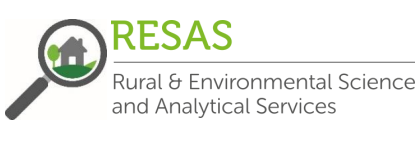 RESAS
Rural & Environmental Science
and Analytical Services